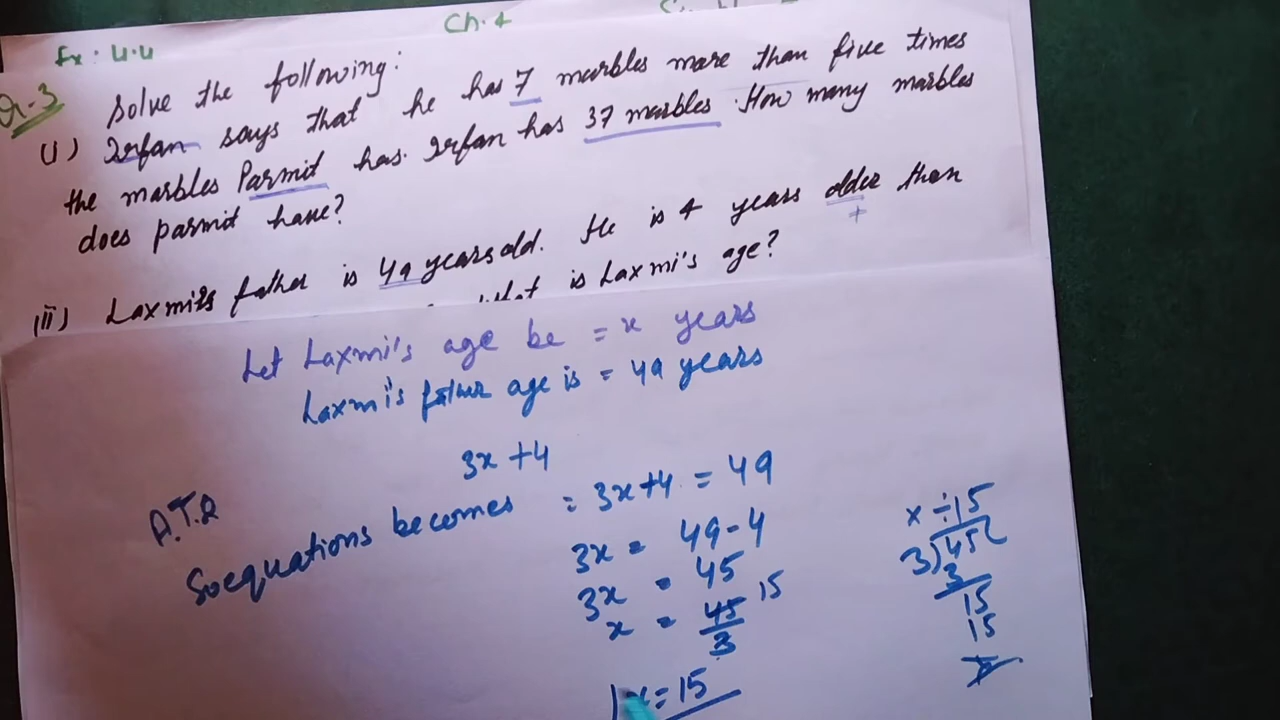 Ex : 4.4
Ch. 4
Q.3 Solve the following :
(i) Irfan says that he has 7 marbles more than five times
the marbles Parmit has. Irfan has 37 marbles. How many marbles
does parmit have?
(ii) Laxmi's father is 49 years old. He is 4 years older than
what is Laxmi's age?
+
Let Laxmi's age be = x years
Laxmi's father age is = 49 years
3x + 4
A.T.Q
So equations becomes = 3x+4 = 49
3x = 49-4
3x = 45
x = 45/3 15
x = 15
x ÷ 15
3)45(
3
15
15